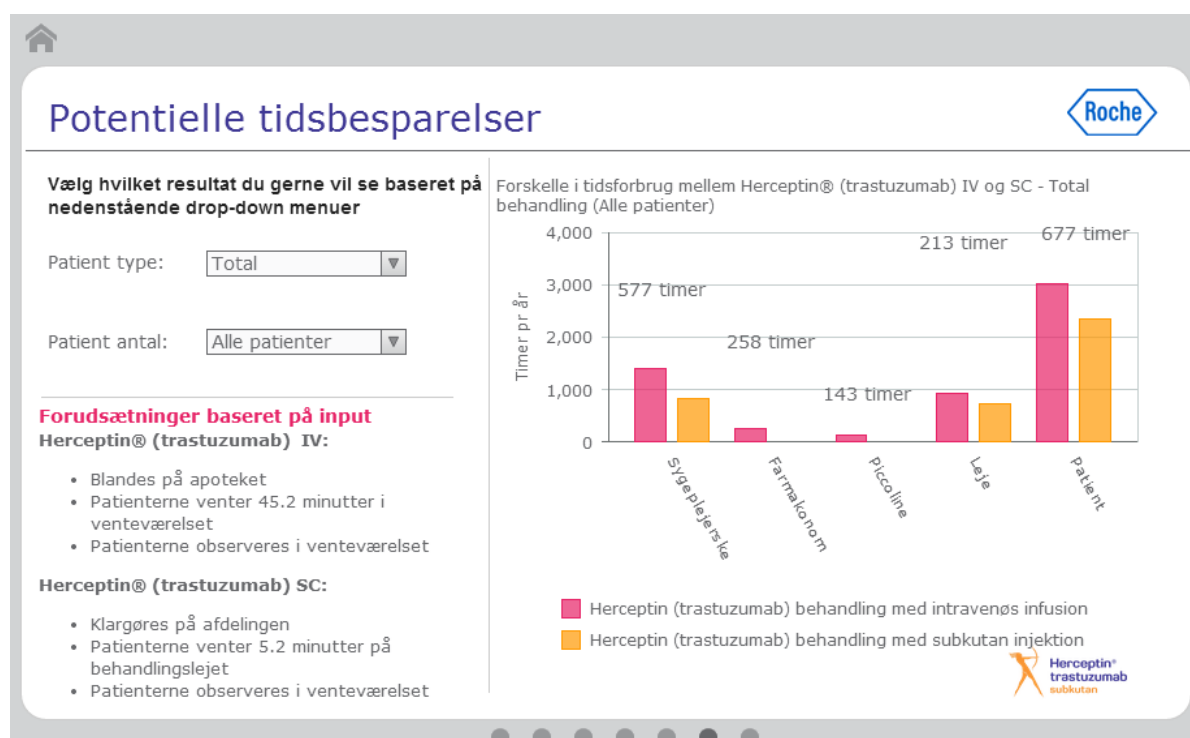 Potentielle tidsbesparelser
Roche
Vælg hvilket resultat du gerne vil se baseret på
nedenstående drop-down menuer
Patient type:
Total
Patient antal:
Alle patienter
Forudsætninger baseret på input
Herceptin® (trastuzumab) IV:
• Blandes på apoteket
• Patienterne venter 45.2 minutter i
venteværelset
• Patienterne observeres i venteværelset
Herceptin® (trastuzumab) SC:
• Klargøres på afdelingen
• Patienterne venter 5.2 minutter på
behandlingslejet
• Patienterne observeres i venteværelset
Forskelle i tidsforbrug mellem Herceptin® (trastuzumab) IV og SC - Total
behandling (Alle patienter)
Timer pr år
4,000
3,000
2,000
1,000
0
577 timer
258 timer
143 timer
213 timer
677 timer
Sygeplejerske
Farmakonom
Piccoline
Leje
Patient
Herceptin (trastuzumab) behandling med intravenøs infusion
Herceptin (trastuzumab) behandling med subkutan injektion
Herceptin®
trastuzumab
subkutan